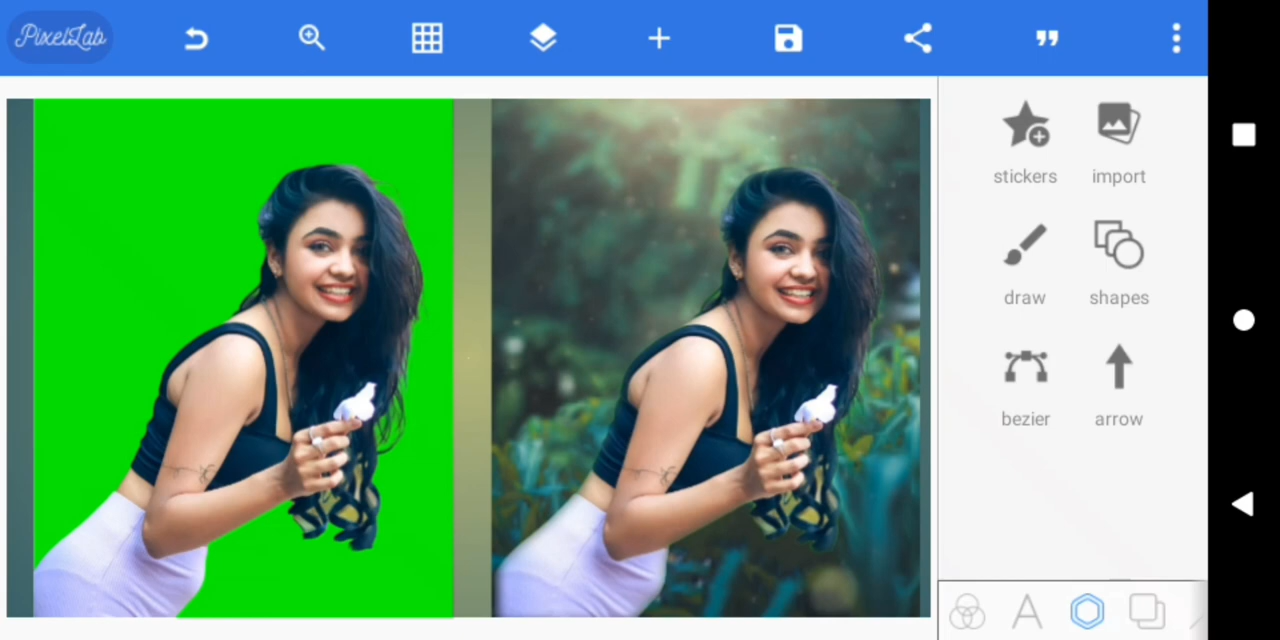 PixelLab
stickers
import
draw
shapes
bezier
arrow